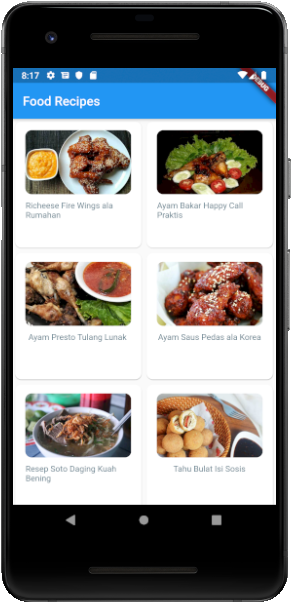 8:17
DEBUG
Food Recipes
Richeese Fire Wings ala
Rumahan
Ayam Bakar Happy Call
Praktis
Ayam Presto Tulang Lunak
Ayam Saus Pedas ala Korea
Resep Soto Daging Kuah
Bening
Tahu Bulat Isi Sosis